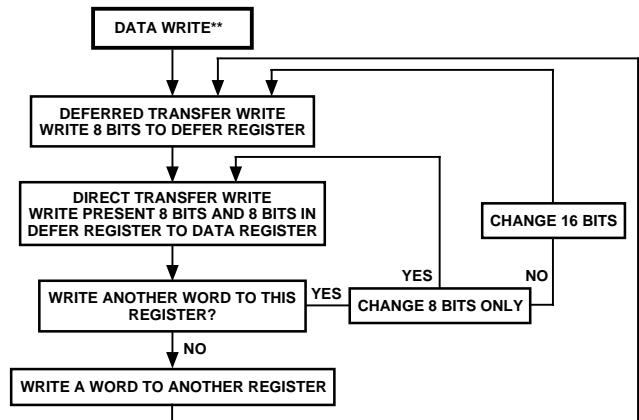 DATA WRITE**
DEFERRED TRANSFER WRITE
WRITE 8 BITS TO DEFER REGISTER
DIRECT TRANSFER WRITE
WRITE PRESENT 8 BITS AND 8 BITS IN
DEFER REGISTER TO DATA REGISTER
CHANGE 16 BITS
YES
NO
WRITE ANOTHER WORD TO THIS
REGISTER?
YES
CHANGE 8 BITS ONLY
NO
WRITE A WORD TO ANOTHER REGISTER